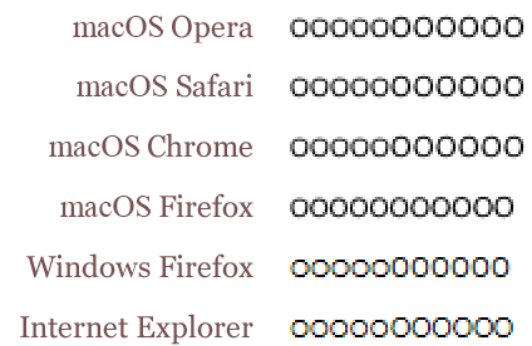 macOS Opera ooooooooooo
macOS Safari ooooooooooo
macOS Chrome ooooooooooo
macOS Firefox ooooooooooo
Windows Firefox ooooooooooo
Internet Explorer ooooooooooo